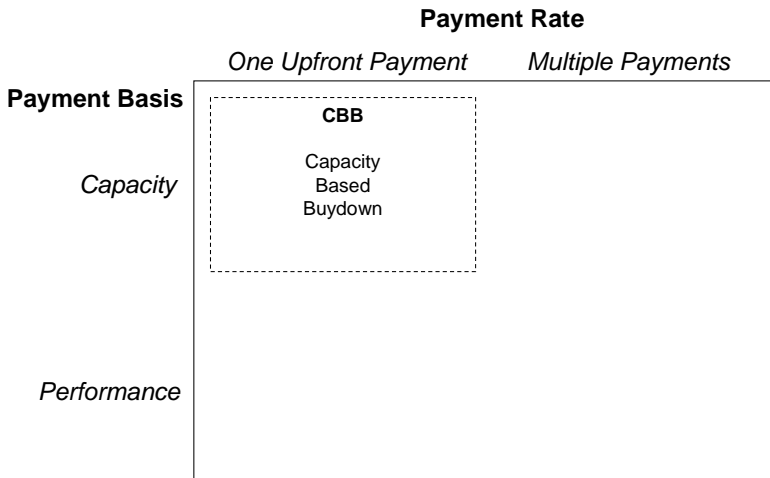 Payment Rate
One Upfront Payment Multiple Payments
Payment Basis
CBB
Capacity
Capacity
Based
Buydown
Performance